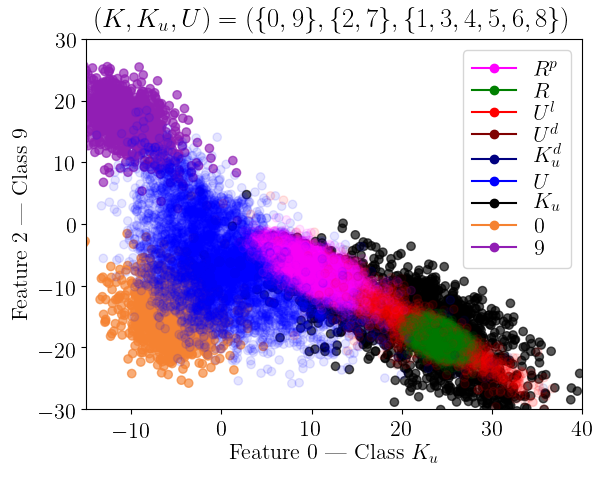 (K, K_u, U) = ({0, 9}, {2, 7}, {1, 3, 4, 5, 6, 8})
30
20
10
0
−10
−20
−30
Feature 2 — Class 9
R^p
R
U^l
U^d
K_u^d
U
K_u
0
9
−10
0
10
20
30
40
Feature 0 — Class K_u